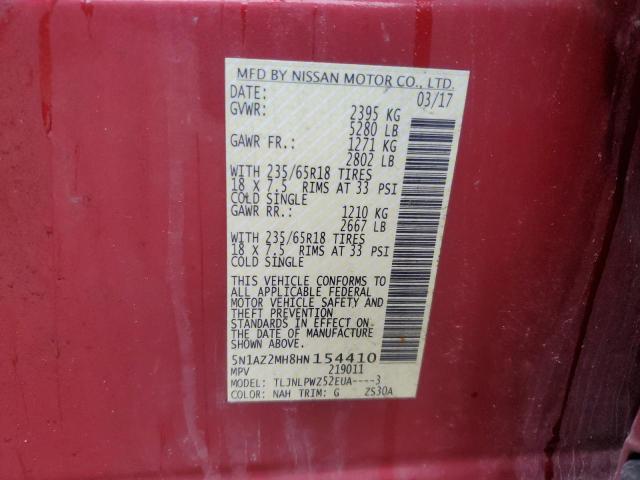 MFD BY NISSAN MOTOR CO., LTD.
DATE: 03/17
GVWR: 2395 KG
5280 LB
GAWR FR.: 1271 KG
2802 LB
WITH 235/65R18 TIRES
18 X 7.5 RIMS AT 33 PSI
COLD SINGLE
GAWR RR.: 1210 KG
2667 LB
WITH 235/65R18 TIRES
18 X 7.5 RIMS AT 33 PSI
COLD SINGLE
THIS VEHICLE CONFORMS TO
ALL APPLICABLE FEDERAL
MOTOR VEHICLE SAFETY AND
THEFT PREVENTION
STANDARDS IN EFFECT ON
THE DATE OF MANUFACTURE
SHOWN ABOVE.
5N1AZ2MH8HN 154410
MPV 219011
MODEL: TLJNLPWZ52EUA----3
COLOR: NAH TRIM: G ZS30A